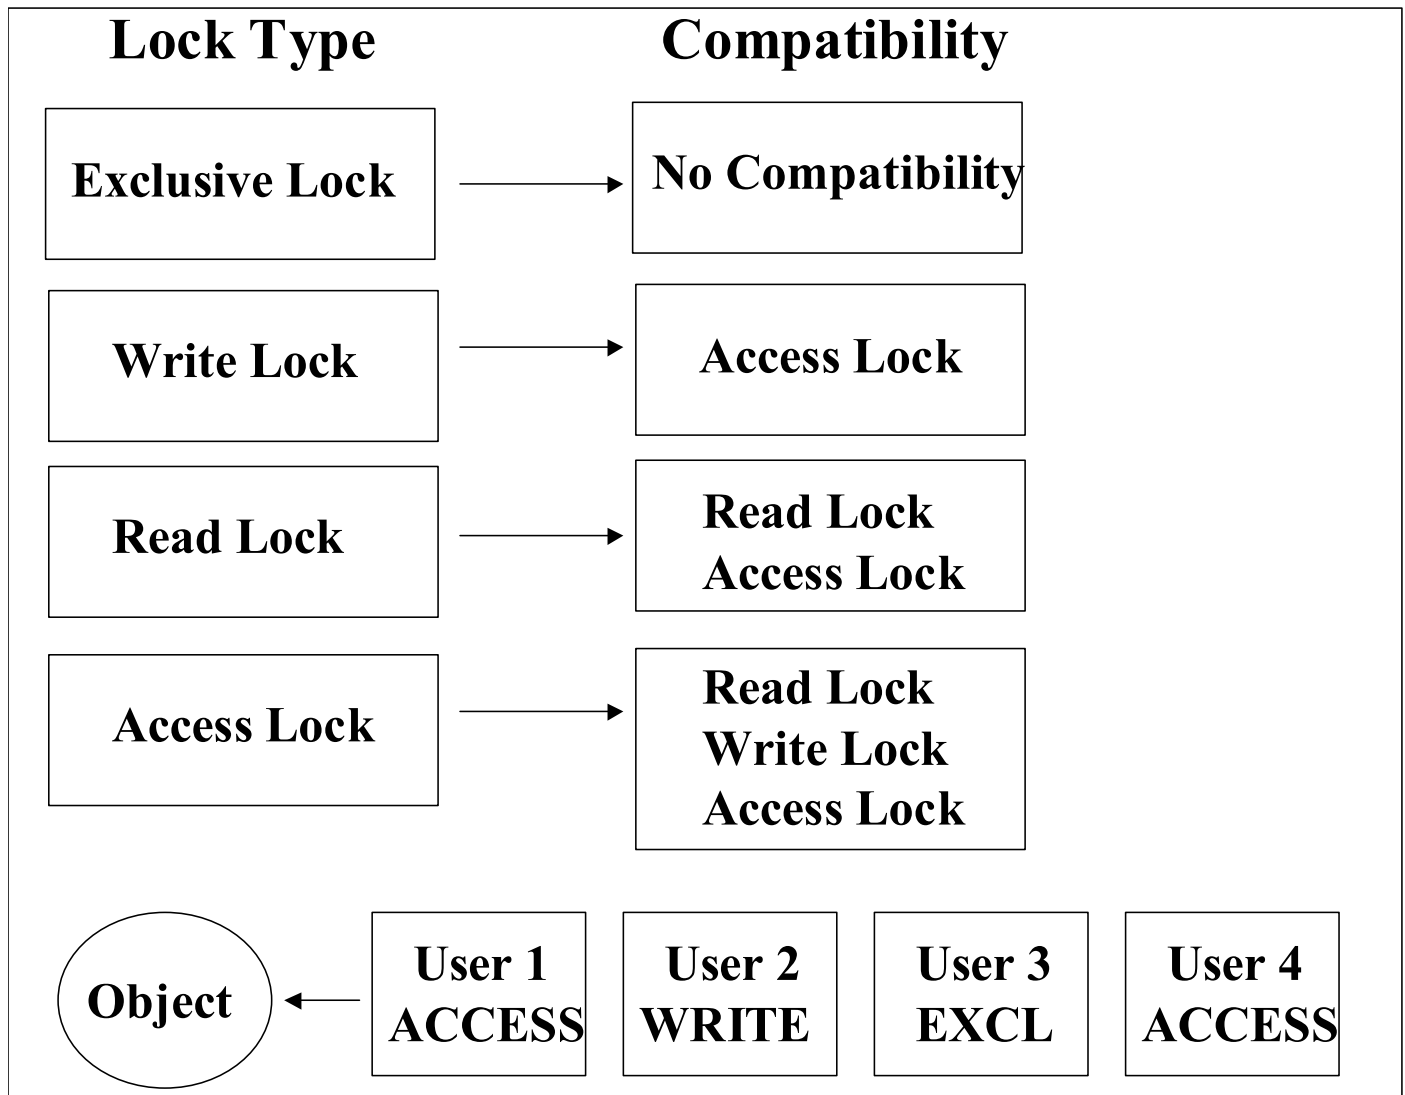 Lock Type
Compatibility
Exclusive Lock
No Compatibility
Write Lock
Access Lock
Read Lock
Read Lock
Access Lock
Access Lock
Read Lock
Write Lock
Access Lock
Object
User 1
ACCESS
User 2
WRITE
User 3
EXCL
User 4
ACCESS